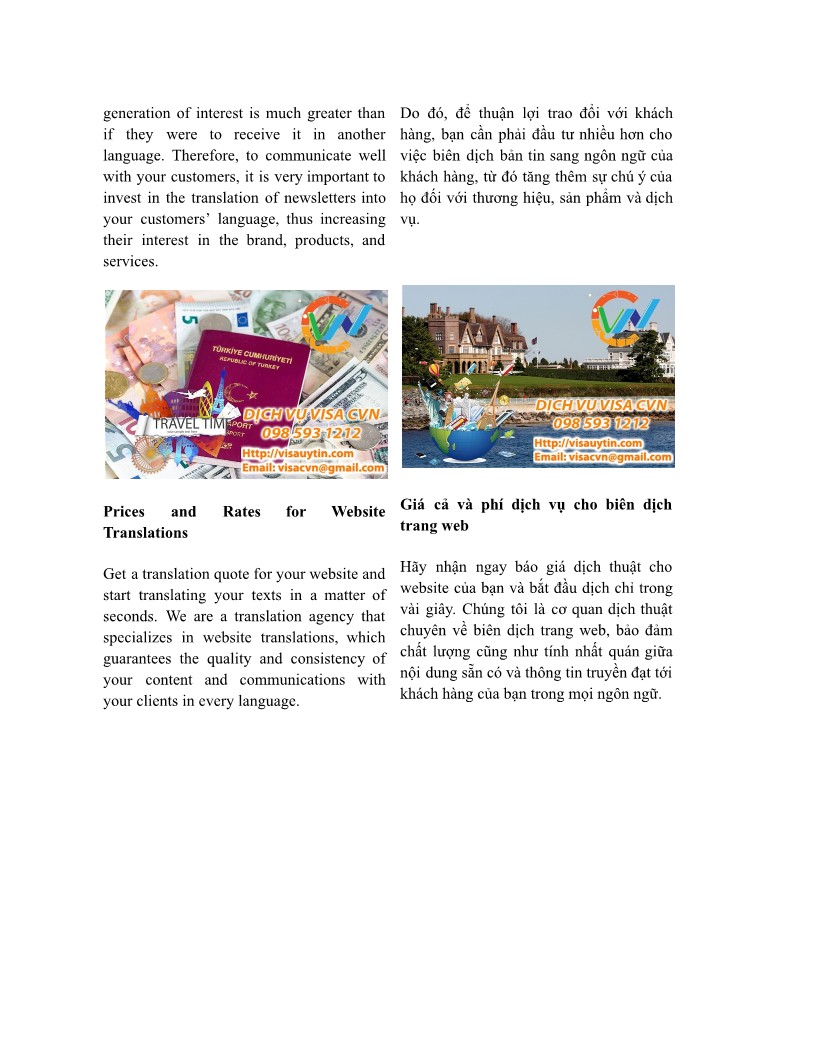 generation of interest is much greater than
if they were to receive it in another
language. Therefore, to communicate well
with your customers, it is very important to
invest in the translation of newsletters into
your customers’ language, thus increasing
their interest in the brand, products, and
services.
Do đó, để thuận lợi trao đổi với khách
hàng, bạn cần phải đầu tư nhiều hơn cho
việc biên dịch bản tin sang ngôn ngữ của
khách hàng, từ đó tăng thêm sự chú ý của
họ đối với thương hiệu, sản phẩm và dịch
vụ.
5
TÜRKİYE CUMHURİYETİ
REPUBLIC OF TURKEY
TRAVEL TIM
DỊCH VỤ VISA CVN
098 593 1212
Http://visauytin.com
Email: visacvn@gmail.com
DỊCH VỤ VISA CVN
098 593 1212
Http://visauytin.com
Email: visacvn@gmail.com
Prices and Rates for Website
Translations
Get a translation quote for your website and
start translating your texts in a matter of
seconds. We are a translation agency that
specializes in website translations, which
guarantees the quality and consistency of
your content and communications with
your clients in every language.
Giá cả và phí dịch vụ cho biên dịch
trang web
Hãy nhận ngay báo giá dịch thuật cho
website của bạn và bắt đầu dịch chỉ trong
vài giây. Chúng tôi là cơ quan dịch thuật
chuyên về biên dịch trang web, bảo đảm
chất lượng cũng như tính nhất quán giữa
nội dung sẵn có và thông tin truyền đạt tới
khách hàng của bạn trong mọi ngôn ngữ.